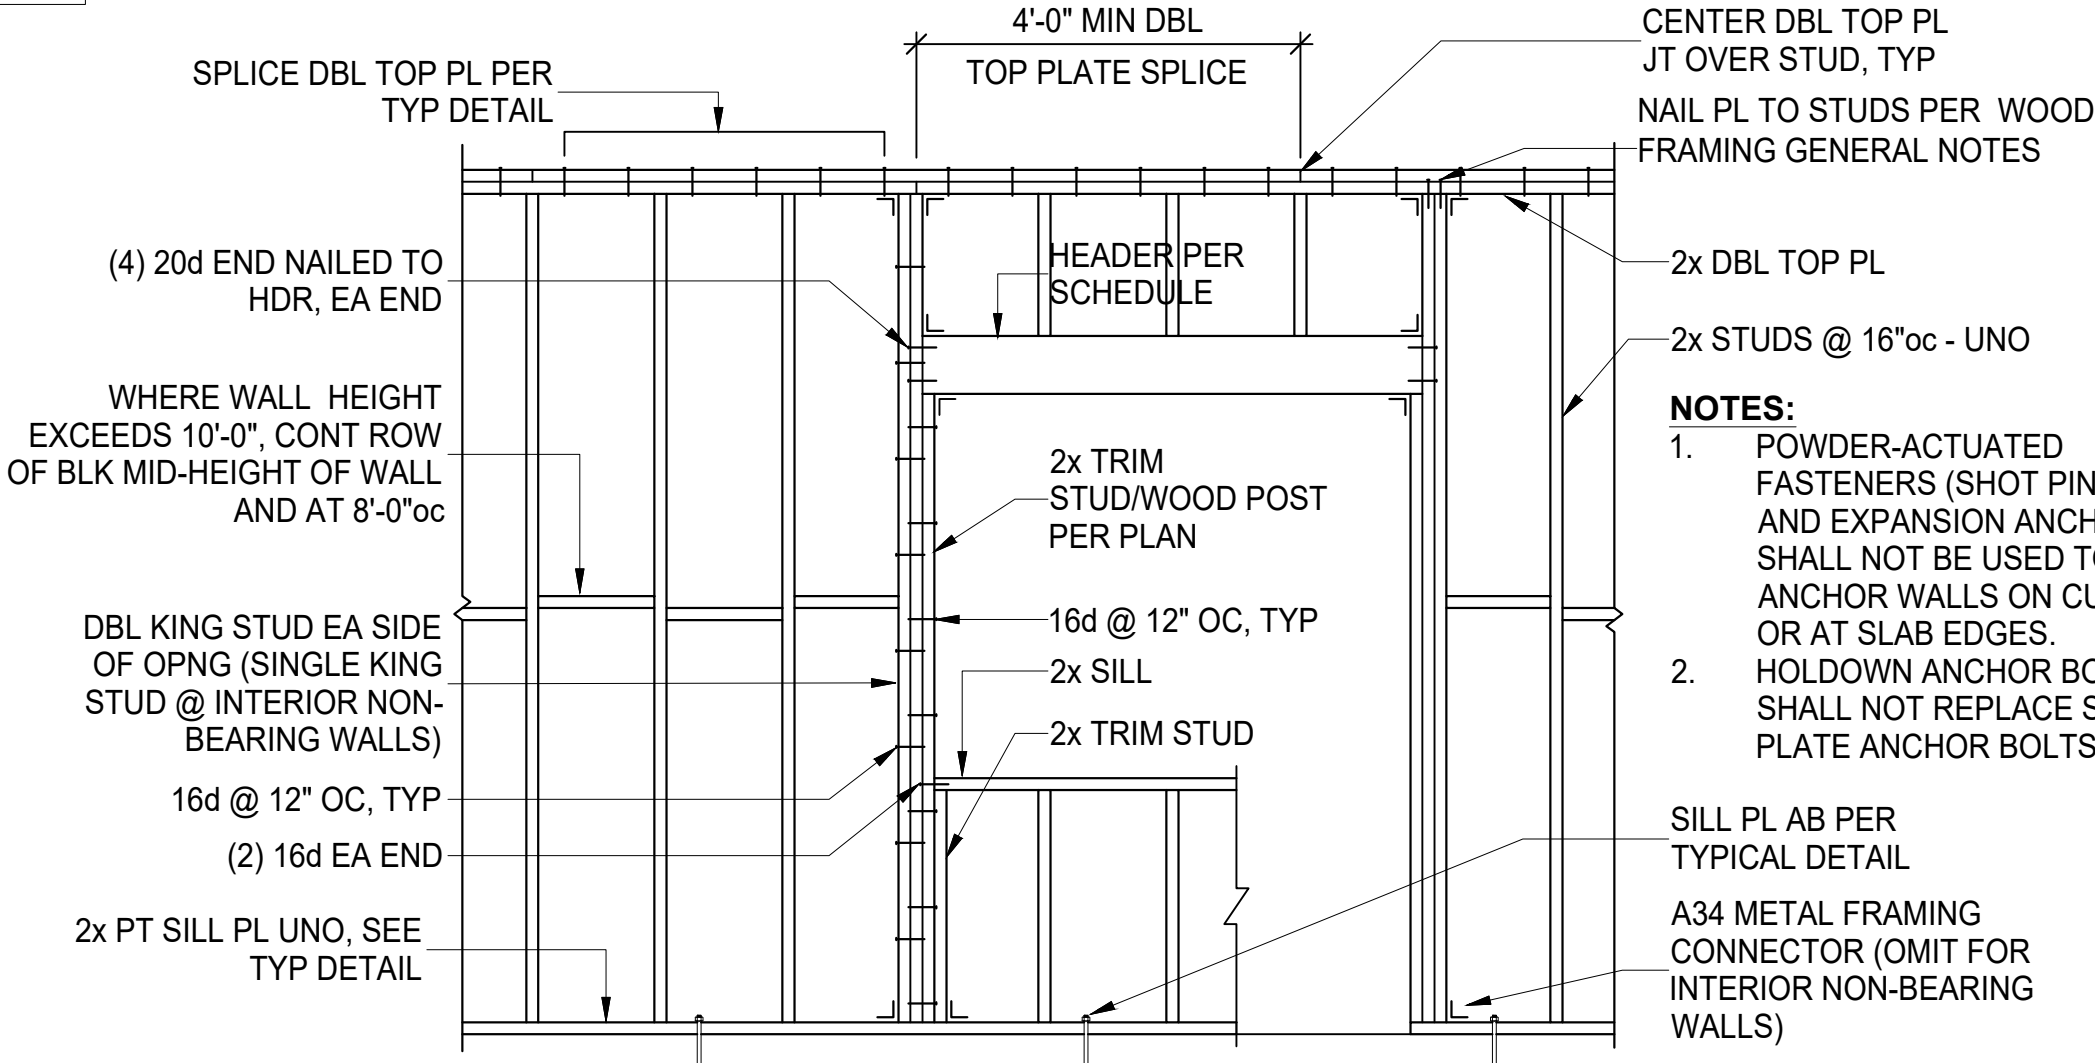 4'-0" MIN DBL
TOP PLATE SPLICE
CENTER DBL TOP PL
JT OVER STUD, TYP
SPLICE DBL TOP PL PER
TYP DETAIL
NAIL PL TO STUDS PER WOOD
FRAMING GENERAL NOTES
(4) 20d END NAILED TO
HDR, EA END
HEADER PER
SCHEDULE
2x DBL TOP PL
2x STUDS @ 16"oc - UNO
WHERE WALL HEIGHT
EXCEEDS 10'-0", CONT ROW
OF BLK MID-HEIGHT OF WALL
AND AT 8'-0"oc
2x TRIM
STUD/WOOD POST
PER PLAN
NOTES:
1. POWDER-ACTUATED
FASTENERS (SHOT PIN
AND EXPANSION ANCH
SHALL NOT BE USED TO
ANCHOR WALLS ON CU
OR AT SLAB EDGES.
2. HOLDOWN ANCHOR BO
SHALL NOT REPLACE S
PLATE ANCHOR BOLTS
DBL KING STUD EA SIDE
OF OPNG (SINGLE KING
STUD @ INTERIOR NON-
BEARING WALLS)
16d @ 12" OC, TYP
2x SILL
2x TRIM STUD
16d @ 12" OC, TYP
(2) 16d EA END
2x PT SILL PL UNO, SEE
TYP DETAIL
SILL PL AB PER
TYPICAL DETAIL
A34 METAL FRAMING
CONNECTOR (OMIT FOR
INTERIOR NON-BEARING
WALLS)